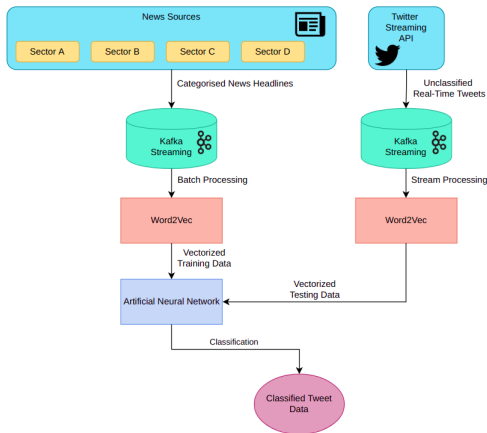 News Sources
Sector A
Sector B
Sector C
Sector D
Twitter
Streaming
API
Categorised News Headlines
Unclassified
Real-Time Tweets
Kafka
Streaming
Kafka
Streaming
Batch Processing
Stream Processing
Word2Vec
Word2Vec
Vectorized
Training Data
Vectorized
Testing Data
Artificial Neural Network
Classification
Classified Tweet
Data